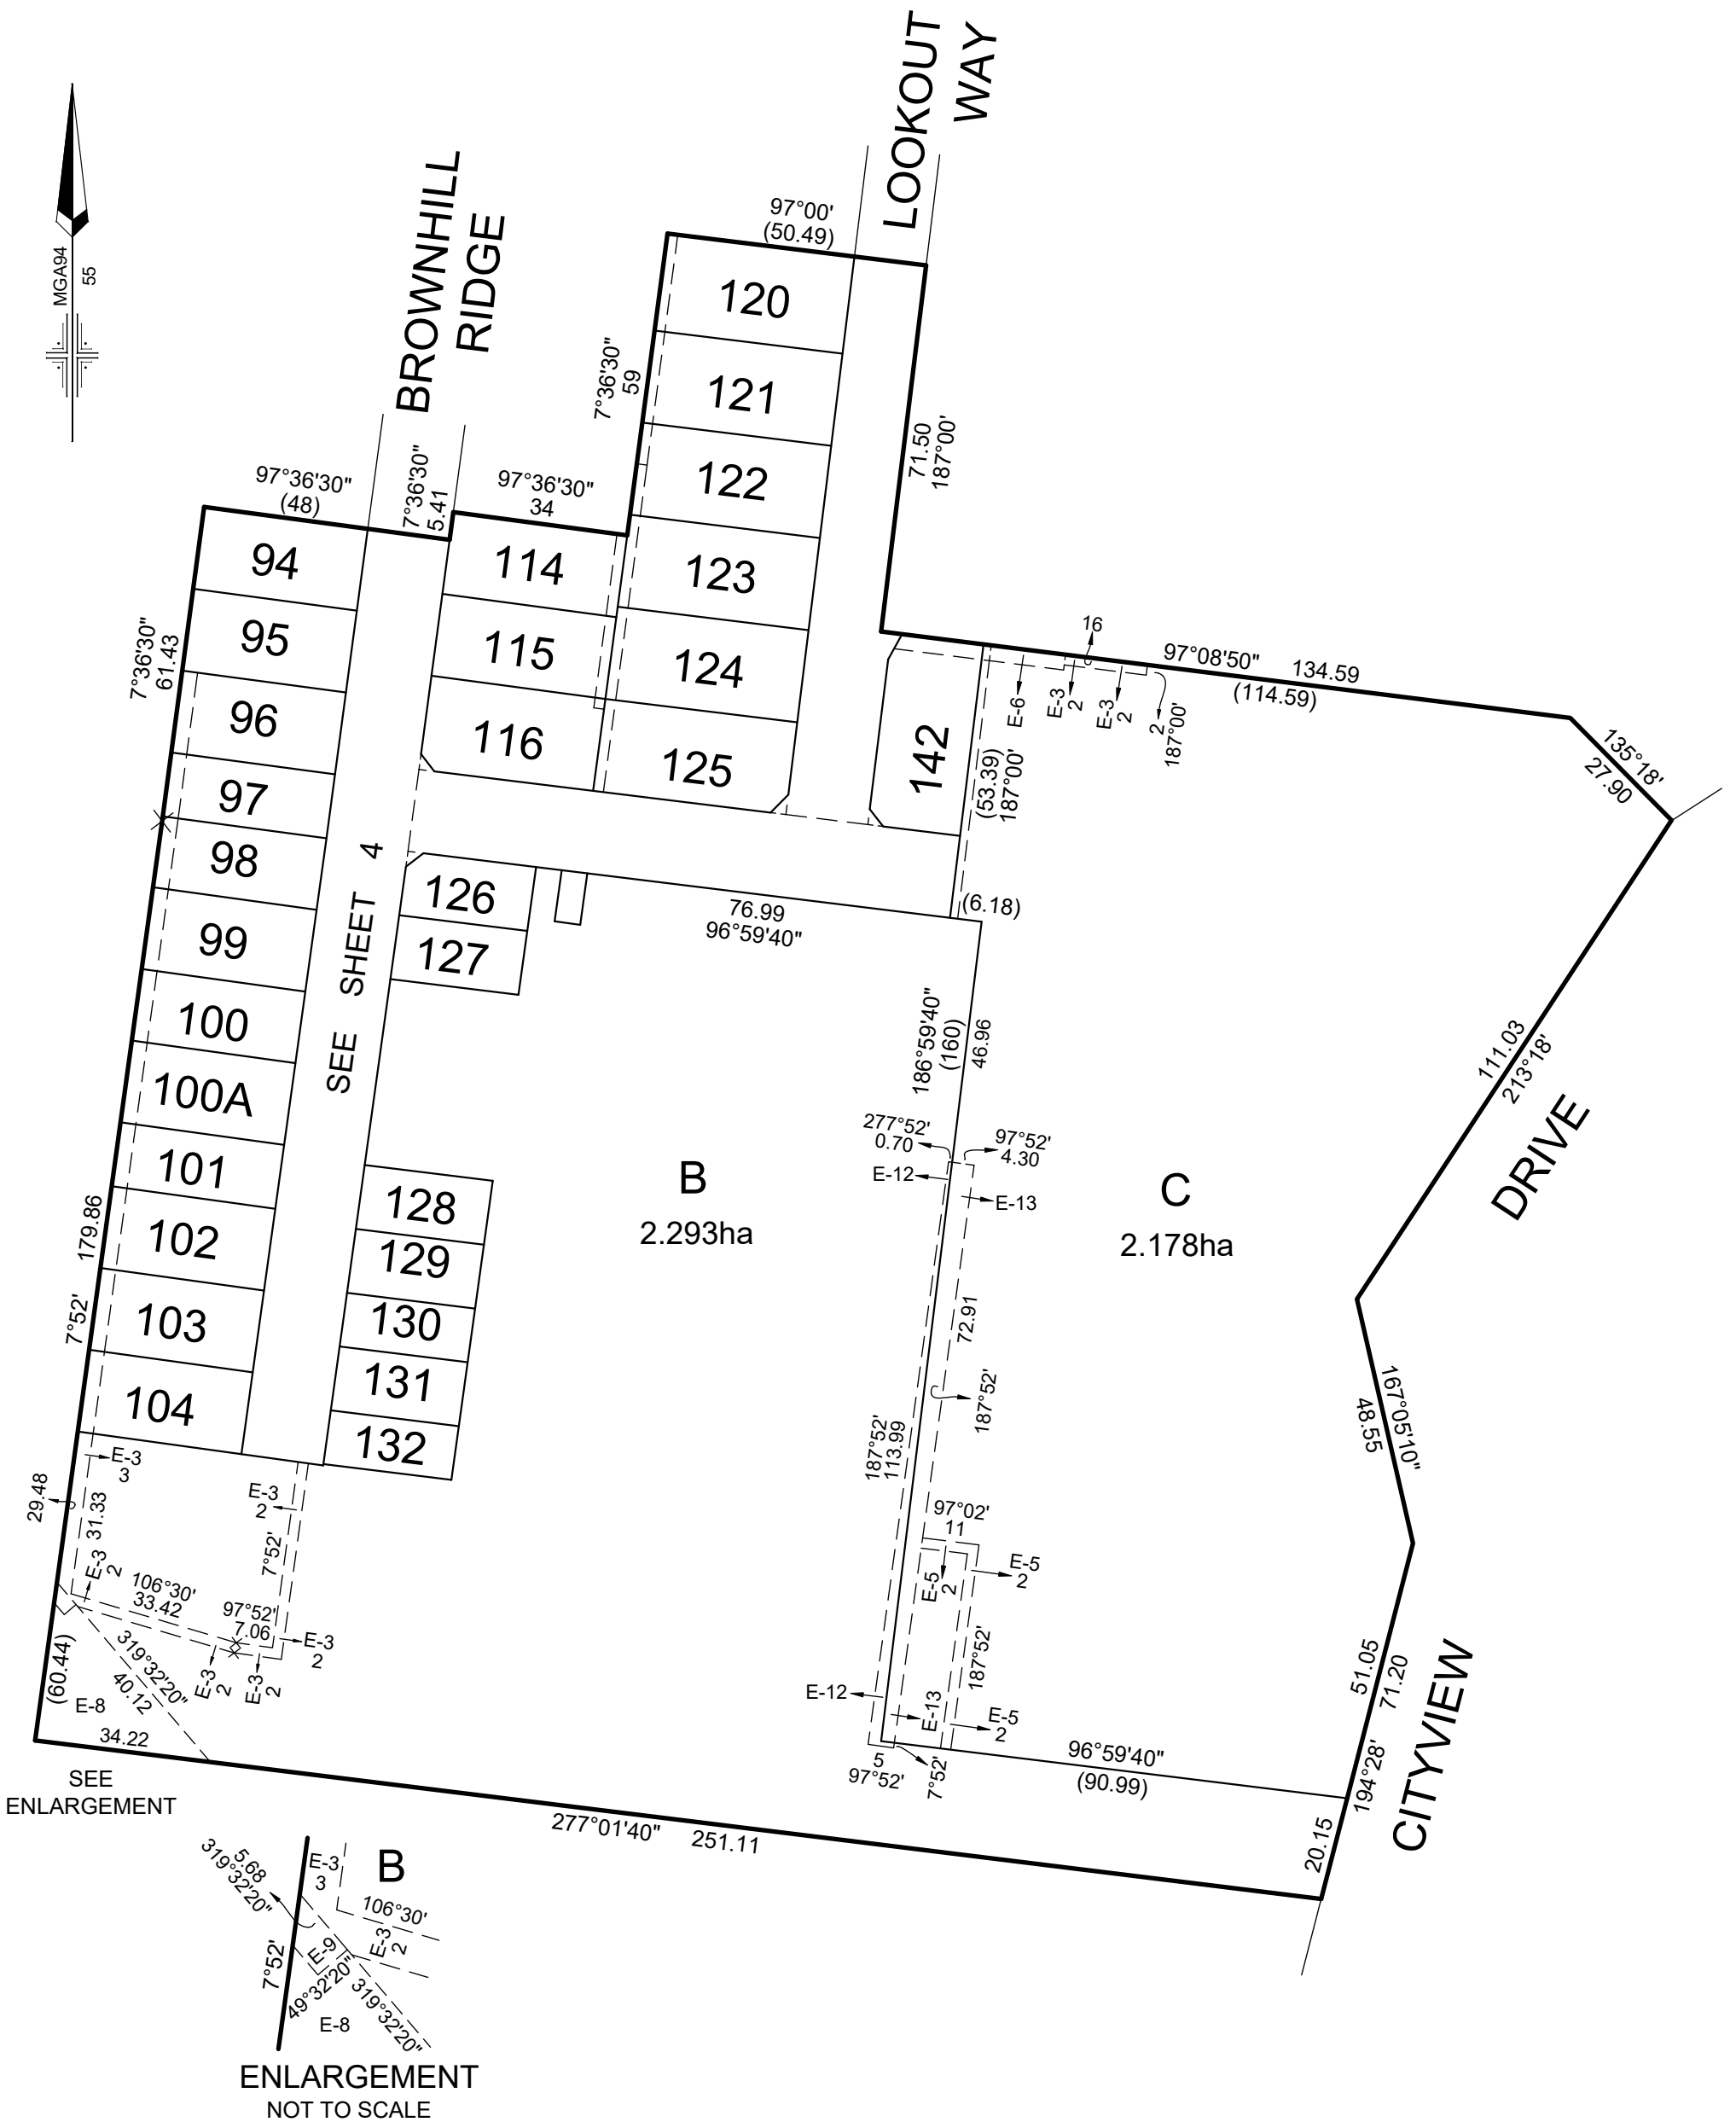 LOOKOUT
WAY
BROWNHILL
RIDGE
MGA94
55
97°00'
(50.49)
7°36'30"
59
71.50
187°00'
97°36'30"
(48)
7°36'30"
5.41
97°36'30"
34
7°36'30"
61.43
94
95
96
97
98
99
100
100A
101
102
103
104
114
115
116
120
121
122
123
124
125
142
126
127
128
129
130
131
132
SEE SHEET 4
16
97°08'50" 134.59
(114.59)
E-6
E-3
2
E-3
2
2
187°00'
(53.39)
187°00'
135°18'
27.90
(6.18)
76.99
96°59'40"
186°59'40"
(160)
46.96
111.03
213°18'
DRIVE
277°52'
0.70
97°52'
4.30
E-12
E-13
B
2.293ha
C
2.178ha
179.86
7°52'
72.91
187°52'
187°52'
113.99
167°05'10"
48.55
E-3
3
29.48
31.33
E-3
2
7°52'
E-3
2
106°30'
33.42
97°52'
7.06
E-3
2
E-3
2
E-3
2
319°32'20"
40.12
(60.44)
E-8
34.22
97°02'
11
E-5
2
E-5
2
187°52'
E-12
E-13
E-5
2
5
97°52'
7°52'
96°59'40"
(90.99)
51.05
71.20
194°28'
20.15
CITYVIEW
277°01'40" 251.11
SEE
ENLARGEMENT
5.68
319°32'20"
E-3
3
B
106°30'
E-3
2
7°52'
E-9
49°32'20"
319°32'20"
E-8
ENLARGEMENT
NOT TO SCALE